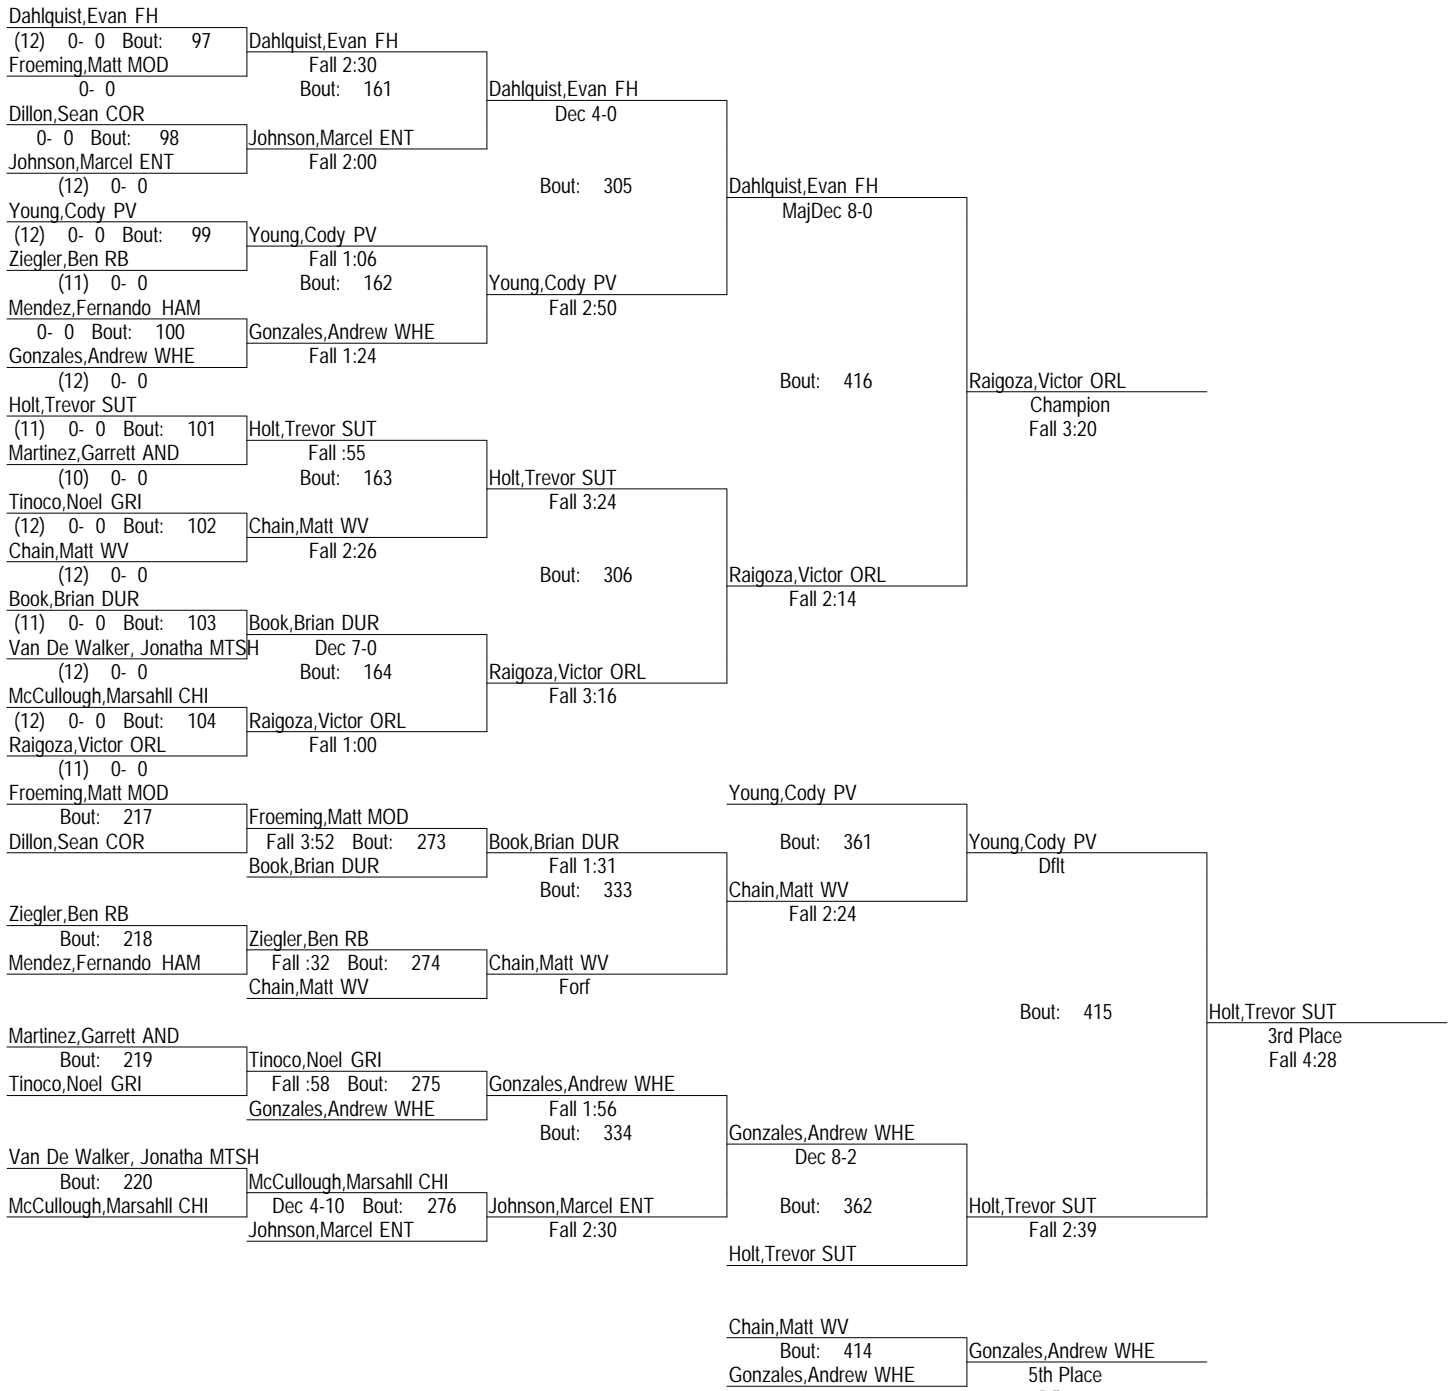 Dahlquist,Evan FH
(12) 0- 0 Bout: 97
Froeming,Matt MOD
0- 0
Dillon,Sean COR
0- 0 Bout: 98
Johnson,Marcel ENT
(12) 0- 0
Young,Cody PV
(12) 0- 0 Bout: 99
Ziegler,Ben RB
(11) 0- 0
Mendez,Fernando HAM
0- 0 Bout: 100
Gonzales,Andrew WHE
(12) 0- 0
Holt,Trevor SUT
(11) 0- 0 Bout: 101
Martinez,Garrett AND
(10) 0- 0
Tinoco,Noel GRI
(12) 0- 0 Bout: 102
Chain,Matt WV
(12) 0- 0
Book,Brian DUR
(11) 0- 0 Bout: 103
Van De Walker, Jonatha MTSH
(12) 0- 0
McCullough,Marsahll CHI
(12) 0- 0 Bout: 104
Raigoza,Victor ORL
(11) 0- 0
Dahlquist,Evan FH
Fall 2:30
Bout: 161
Johnson,Marcel ENT
Fall 2:00
Young,Cody PV
Fall 1:06
Bout: 162
Gonzales,Andrew WHE
Fall 1:24
Holt,Trevor SUT
Fall :55
Bout: 163
Chain,Matt WV
Fall 2:26
Book,Brian DUR
Dec 7-0
Bout: 164
Raigoza,Victor ORL
Fall 1:00
Dahlquist,Evan FH
Dec 4-0
Bout: 305
Young,Cody PV
Fall 2:50
Holt,Trevor SUT
Fall 3:24
Bout: 306
Raigoza,Victor ORL
Fall 3:16
Dahlquist,Evan FH
MajDec 8-0
Bout: 416
Raigoza,Victor ORL
Fall 2:14
Raigoza,Victor ORL
Champion
Fall 3:20
Froeming,Matt MOD
Bout: 217
Dillon,Sean COR
Ziegler,Ben RB
Bout: 218
Mendez,Fernando HAM
Martinez,Garrett AND
Bout: 219
Tinoco,Noel GRI
Van De Walker, Jonatha MTSH
Bout: 220
McCullough,Marsahll CHI
Froeming,Matt MOD
Fall 3:52 Bout: 273
Book,Brian DUR
Ziegler,Ben RB
Fall :32 Bout: 274
Chain,Matt WV
Tinoco,Noel GRI
Fall :58 Bout: 275
Gonzales,Andrew WHE
McCullough,Marsahll CHI
Dec 4-10 Bout: 276
Johnson,Marcel ENT
Book,Brian DUR
Fall 1:31
Bout: 333
Chain,Matt WV
Forf
Gonzales,Andrew WHE
Fall 1:56
Bout: 334
Johnson,Marcel ENT
Fall 2:30
Young,Cody PV
Bout: 361
Chain,Matt WV
Fall 2:24
Gonzales,Andrew WHE
Dec 8-2
Bout: 362
Holt,Trevor SUT
Young,Cody PV
Dflt
Bout: 415
Holt,Trevor SUT
Fall 2:39
Holt,Trevor SUT
3rd Place
Fall 4:28
Chain,Matt WV
Bout: 414
Gonzales,Andrew WHE
Gonzales,Andrew WHE
5th Place